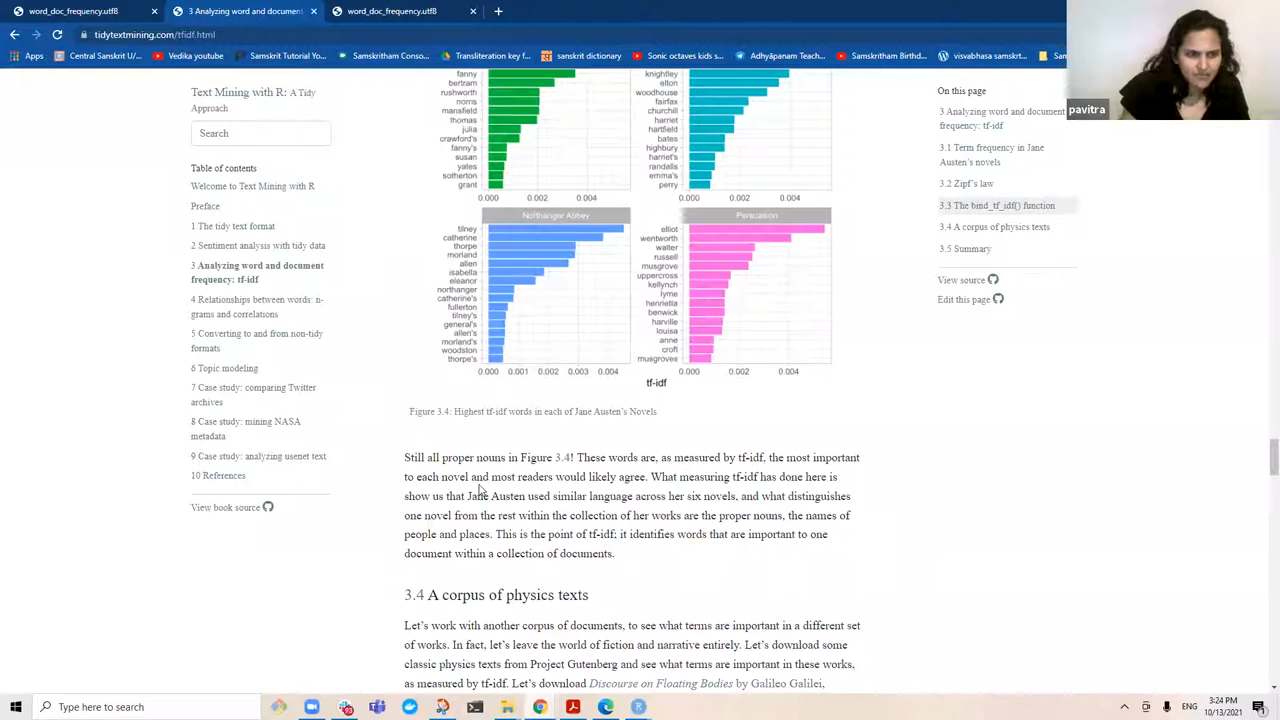 word_doc_frequency.utf8
3 Analyzing word and document
word_doc_frequency.utf8
tidytextmining.com/tfidf.html
Apps
Central Sanskrit U...
Vedika youtube
Samskrit Tutorial Yo...
Samskritham Conso...
Transliteration key f...
sanskrit dictionary
Sonic octaves kids s...
Adhyāpanam Teach...
Samskritham Birthd...
visvabhasa samskrt...
pavitra
Text Mining with R: A Tidy
Approach
Search
Table of contents
Welcome to Text Mining with R
Preface
1 The tidy text format
2 Sentiment analysis with tidy data
3 Analyzing word and document
frequency: tf-idf
4 Relationships between words: n-
grams and correlations
5 Converting to and from non-tidy
formats
6 Topic modeling
7 Case study: comparing Twitter
archives
8 Case study: mining NASA
metadata
9 Case study: analyzing usenet text
10 References
View book source
fanny
bertram
rushworth
norris
mansfield
thomas
julia
crawford's
fanny's
susan
yates
sotherton
grant
0.000 0.002 0.004
knightley
elton
woodhouse
fairfax
churchill
harriet
hartfield
bates
highbury
harriet's
randalls
emma's
perry
0.000 0.002 0.004
Northanger Abbey
tilney
catherine
thorpe
morland
allen
isabella
eleanor
northanger
catherine's
fullerton
tilney's
general's
allen's
morland's
woodston
thorpe's
0.000 0.001 0.002 0.003 0.004
Persuasion
elliot
wentworth
walter
russell
musgrove
uppercross
kellynch
lyme
henrietta
benwick
harville
louisa
anne
croft
musgroves
0.000 0.002 0.004
tf-idf
Figure 3.4: Highest tf-idf words in each of Jane Austen's Novels
Still all proper nouns in Figure 3.4! These words are, as measured by tf-idf, the most important
to each novel and most readers would likely agree. What measuring tf-idf has done here is
show us that Jane Austen used similar language across her six novels, and what distinguishes
one novel from the rest within the collection of her works are the proper nouns, the names of
people and places. This is the point of tf-idf; it identifies words that are important to one
document within a collection of documents.
3.4 A corpus of physics texts
Let's work with another corpus of documents, to see what terms are important in a different set
of works. In fact, let's leave the world of fiction and narrative entirely. Let's download some
classic physics texts from Project Gutenberg and see what terms are important in these works,
as measured by tf-idf. Let's download Discourse on Floating Bodies by Galileo Galilei,
On this page
3 Analyzing word and document
frequency: tf-idf
3.1 Term frequency in Jane
Austen's novels
3.2 Zipf's law
3.3 The bind_tf_idf() function
3.4 A corpus of physics texts
3.5 Summary
View source
Edit this page
Type here to search
ENG
3:24 PM
10/13/2021